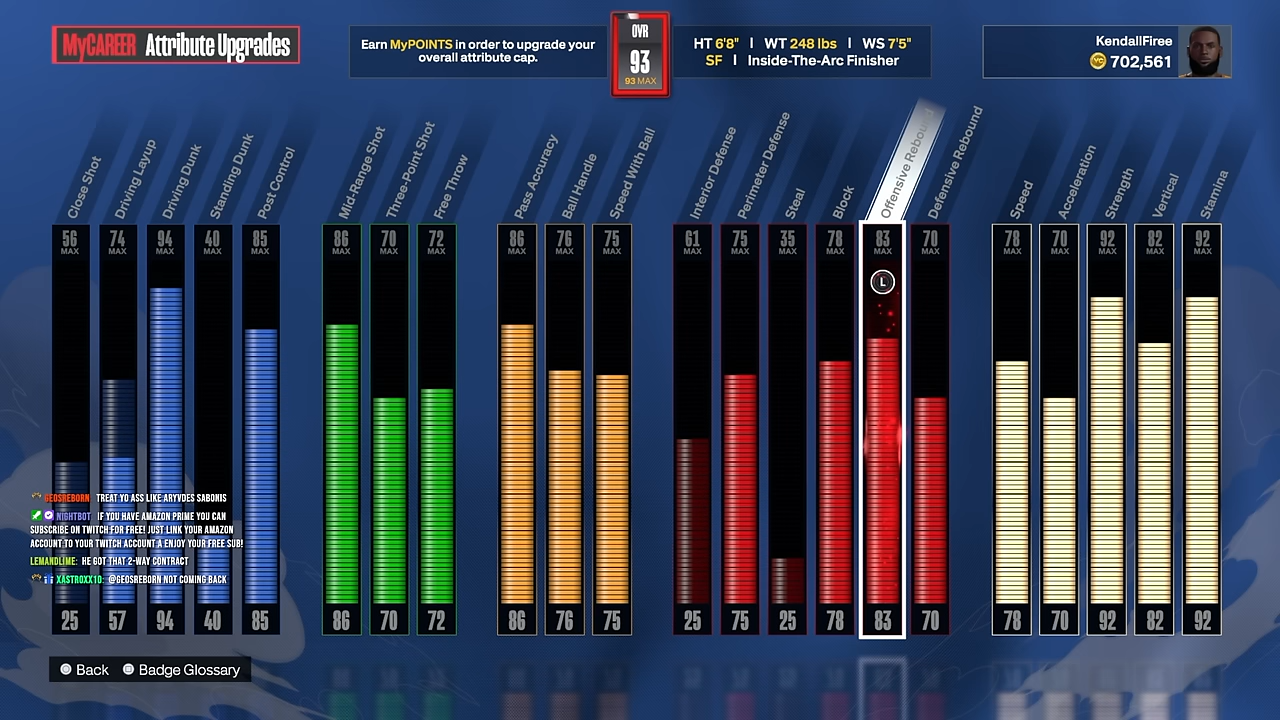 MyCAREER Attribute Upgrades
Earn MyPOINTS in order to upgrade your
overall attribute cap.
OVR
93
93 MAX
HT 6'8" | WT 248 lbs | WS 7'5"
SF | Inside-The-Arc Finisher
KendallFiree
VC 702,561
Close Shot
Driving Layup
Driving Dunk
Standing Dunk
Post Control
Mid-Range Shot
Three-Point Shot
Free Throw
Pass Accuracy
Ball Handle
Speed With Ball
Interior Defense
Perimeter Defense
Steal
Block
Offensive Rebound
Defensive Rebound
Speed
Acceleration
Strength
Vertical
Stamina
56 74 94 40 85 86 70 72 86 76 75 61 75 35 78 83 70 78 70 92 82 92
MAX MAX MAX MAX MAX MAX MAX MAX MAX MAX MAX MAX MAX MAX MAX MAX MAX MAX MAX MAX MAX MAX
L
GEOSREBORN TREAT YO ASS LIKE ARYVDES SABONIS
NIGHTBOT IF YOU HAVE AMAZON PRIME YOU CAN
SUBSCRIBE ON TWITCH FOR FREE! JUST LINK YOUR AMAZON
ACCOUNT TO YOUR TWITCH ACCOUNT & ENJOY YOUR FREE SUB!
LEMANDLIME: HE GOT THAT 2-WAY CONTRACT
XASTROXX10: @GEOSREBORN NOT COMING BACK
25 57 94 40 85 86 70 72 86 76 75 25 75 25 78 83 70 78 70 92 82 92
Back Badge Glossary